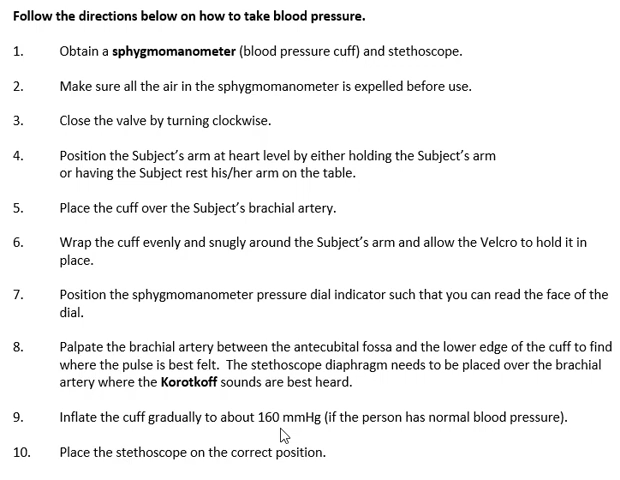 Follow the directions below on how to take blood pressure.
1. Obtain a sphygmomanometer (blood pressure cuff) and stethoscope.
2. Make sure all the air in the sphygmomanometer is expelled before use.
3. Close the valve by turning clockwise.
4. Position the Subject's arm at heart level by either holding the Subject's arm
or having the Subject rest his/her arm on the table.
5. Place the cuff over the Subject's brachial artery.
6. Wrap the cuff evenly and snugly around the Subject's arm and allow the Velcro to hold it in
place.
7. Position the sphygmomanometer pressure dial indicator such that you can read the face of the
dial.
8. Palpate the brachial artery between the antecubital fossa and the lower edge of the cuff to find
where the pulse is best felt. The stethoscope diaphragm needs to be placed over the brachial
artery where the Korotkoff sounds are best heard.
9. Inflate the cuff gradually to about 160 mmHg (if the person has normal blood pressure).
10. Place the stethoscope on the correct position.